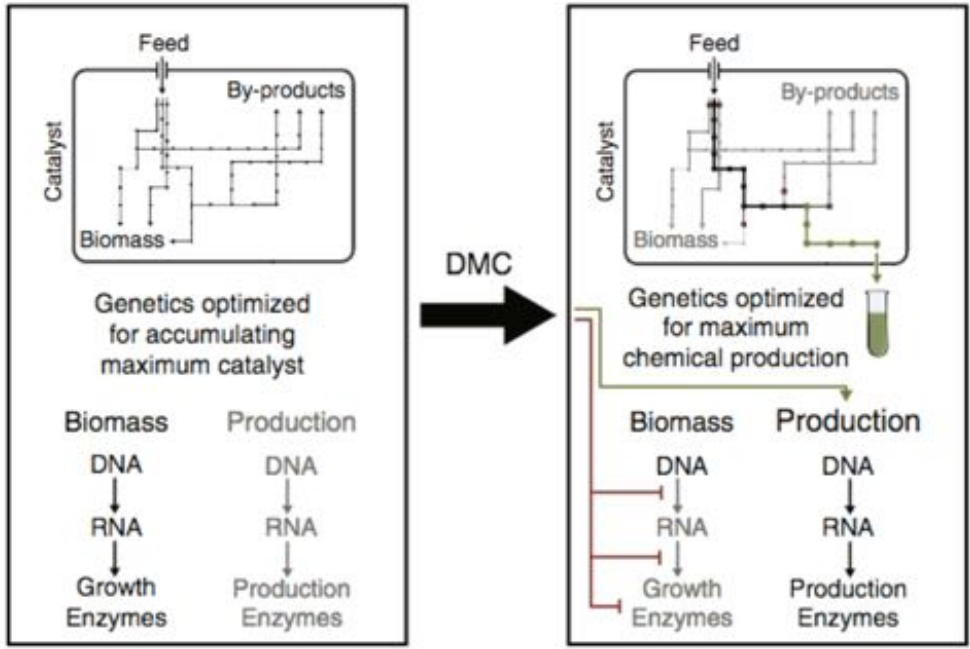 Feed
By-products
Catalyst
Biomass
Genetics optimized
for accumulating
maximum catalyst
Biomass Production
DNA DNA
RNA RNA
Growth Production
Enzymes Enzymes
DMC
Feed
By-products
Catalyst
Biomass
Genetics optimized
for maximum
chemical production
Biomass Production
DNA DNA
RNA RNA
Growth Production
Enzymes Enzymes